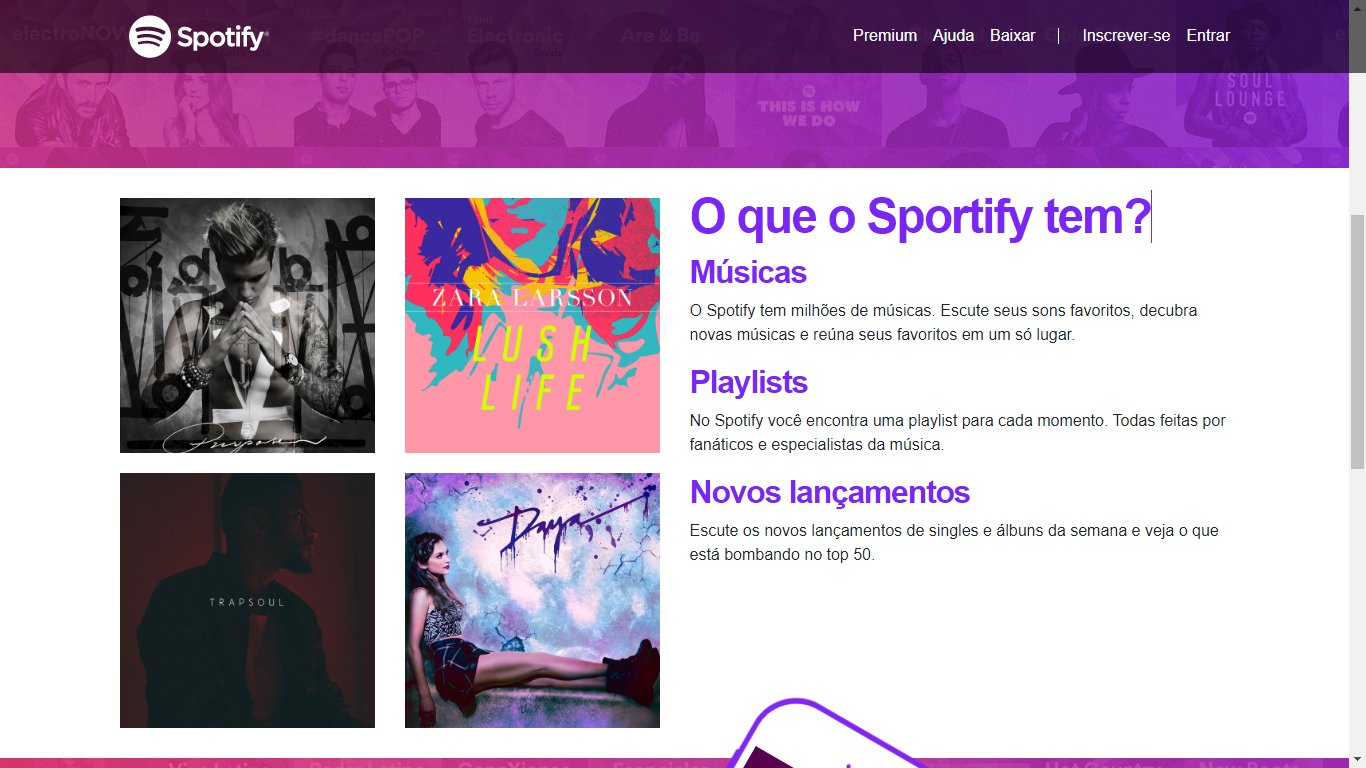 electroNOW
#dancePOP
Electronic
Are & Be
Spotify
Premium
Ajuda
Baixar
Inscrever-se
Entrar
THIS IS HOW
WE DO
SOUL
LOUNGE
O que o Sportify tem?
Músicas
O Spotify tem milhões de músicas. Escute seus sons favoritos, decubra
novas músicas e reúna seus favoritos em um só lugar.
Playlists
No Spotify você encontra uma playlist para cada momento. Todas feitas por
fanáticos e especialistas da música.
Novos lançamentos
Escute os novos lançamentos de singles e álbuns da semana e veja o que
está bombando no top 50.
Purpose
ZARA LARSSON
LUSH
LIFE
TRAPSOUL
Daya